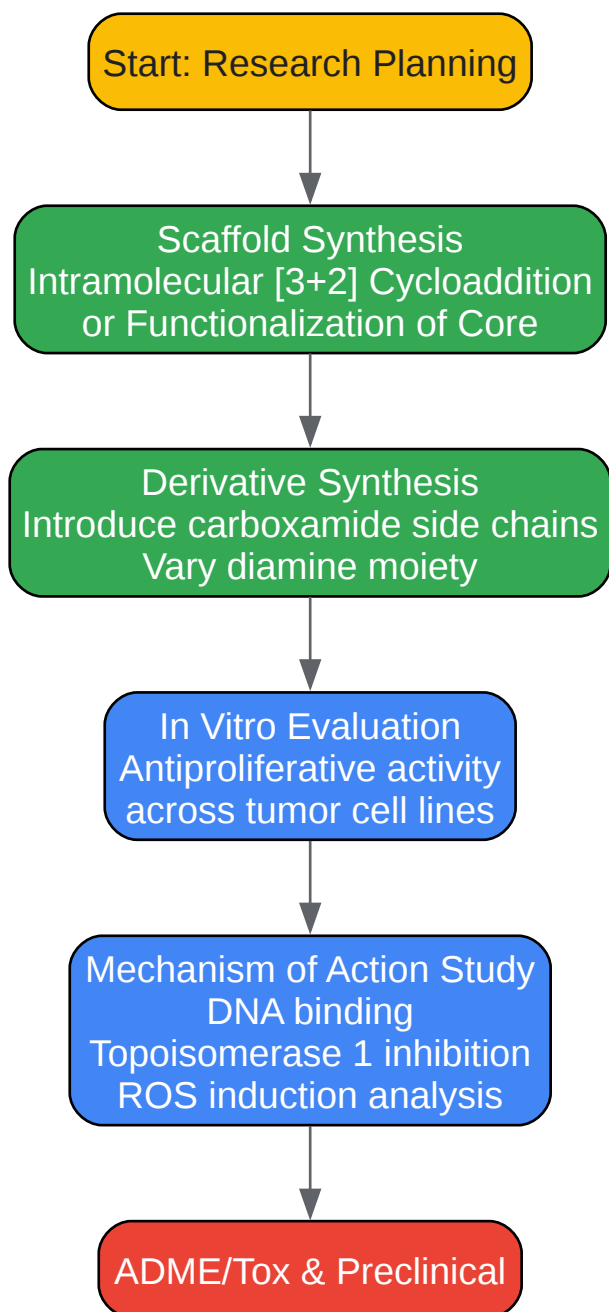 Start: Research Planning
Scaffold Synthesis
Intramolecular [3+2] Cycloaddition
or Functionalization of Core
Derivative Synthesis
Introduce carboxamide side chains
Vary diamine moiety
In Vitro Evaluation
Antiproliferative activity
across tumor cell lines
Mechanism of Action Study
DNA binding
Topoisomerase 1 inhibition
ROS induction analysis
ADME/Tox & Preclinical